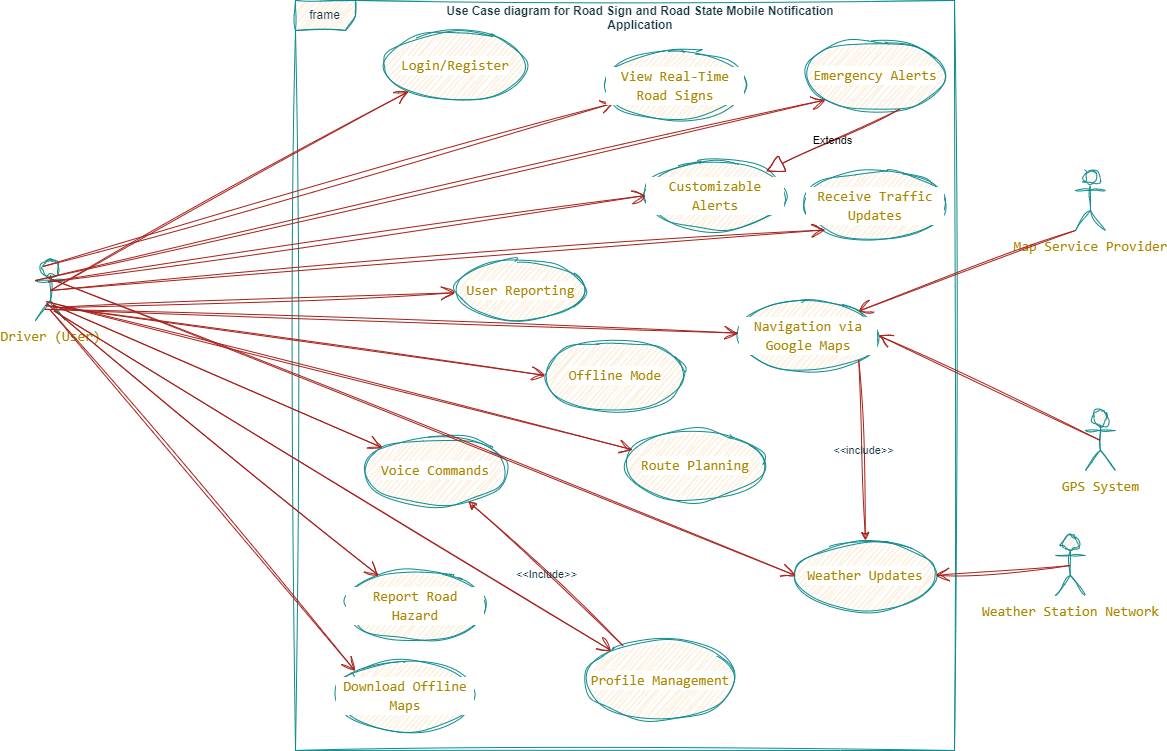 frame
Use Case diagram for Road Sign and Road State Mobile Notification
Application
Login/Register
View Real-Time
Road Signs
Emergency Alerts
Extends
Customizable
Alerts
Receive Traffic
Updates
Map Service Provider
User Reporting
Driver (User)
Navigation via
Google Maps
Offline Mode
<<include>>
Voice Commands
Route Planning
GPS System
<<Include>>
Weather Updates
Report Road
Hazard
Weather Station Network
Download Offline
Maps
Profile Management